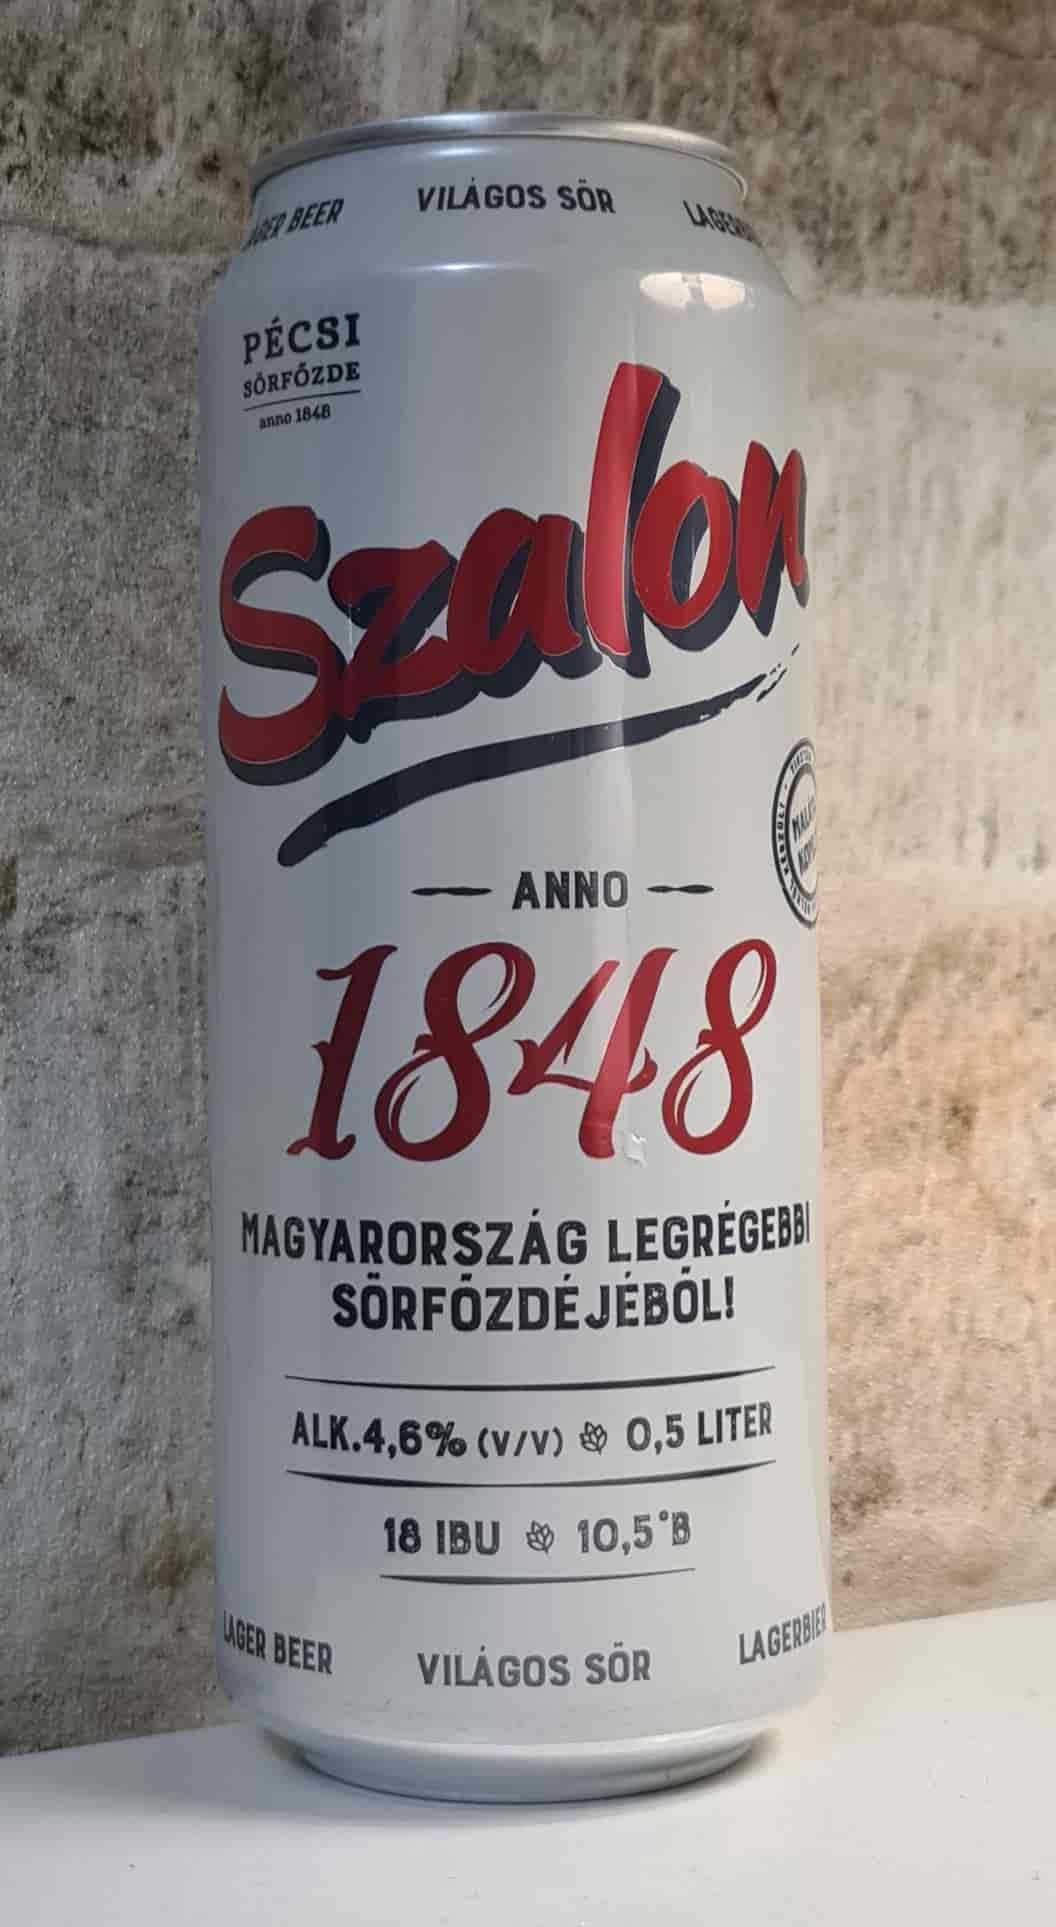 BEER
VILÁGOS SÖR
PÉCSI
SÖRFŐZDE
anno 1848
Szalon
ANNO
1848
MAGYARORSZÁG LEGRÉGEBBI
SÖRFŐZDÉJÉBŐL!
ALK.4,6% (V/V) 0,5 LITER
18 IBU 10,5°B
LAGER BEER
VILÁGOS SÖR
LAGERBIER